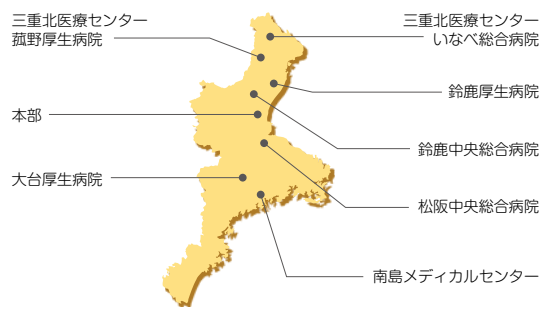 三重北医療センター
菰野厚生病院
本部
大台厚生病院
三重北医療センター
いなべ総合病院
鈴鹿厚生病院
鈴鹿中央総合病院
松阪中央総合病院
南島メディカルセンター